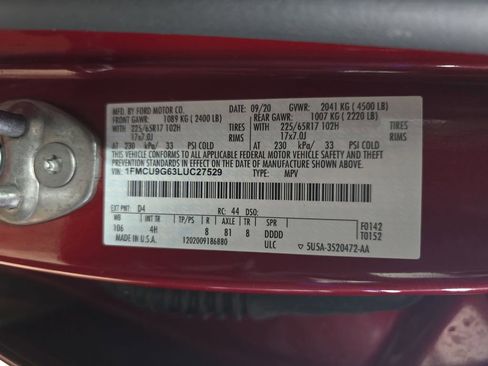 MFD. BY FORD MOTOR CO.
DATE: 09/20 GVWR: 2041 KG ( 4500 LB)
FRONT GAWR: 1089 KG ( 2400 LB) REAR GAWR: 1007 KG ( 2220 LB)
WITH 225/65R17 102H TIRES WITH 225/65R17 102H TIRES
17x7.0J RIMS 17x7.0J RIMS
AT 230 kPa/ 33 PSI COLD AT 230 kPa/ 33 PSI COLD
THIS VEHICLE CONFORMS TO ALL APPLICABLE FEDERAL MOTOR VEHICLE SAFETY, BUMPER,
AND THEFT PREVENTION STANDARDS IN EFFECT ON THE DATE OF MANUFACTURE SHOWN ABOVE.
VIN: 1FMCU9G63LUC27529 TYPE: MPV
EXT PNT: D4 RC: 44 DSO: F0142
T0152
WB INT TR TP/PS R AXLE TR SPR
106 4H 8 81 8 DDDD
MADE IN U.S.A. 1202009186880 ULC 5U5A-3520472-AA